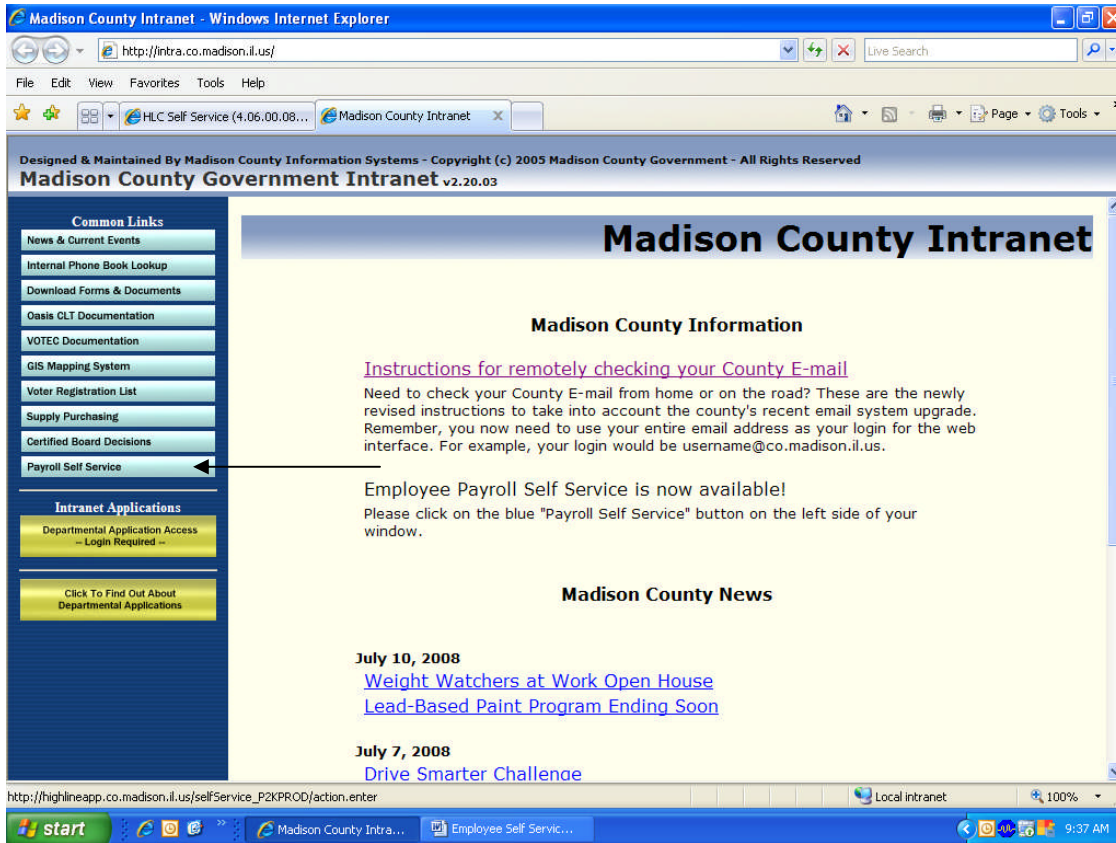 Madison County Intranet - Windows Internet Explorer
http://intra.co.madison.il.us/
Live Search
File Edit View Favorites Tools Help
HLC Self Service (4.06.00.08...
Madison County Intranet
Page
Tools
Designed & Maintained By Madison County Information Systems - Copyright (c) 2005 Madison County Government - All Rights Reserved
Madison County Government Intranet v2.20.03
Common Links
News & Current Events
Internal Phone Book Lookup
Download Forms & Documents
Oasis CLT Documentation
VOTEC Documentation
GIS Mapping System
Voter Registration List
Supply Purchasing
Certified Board Decisions
Payroll Self Service
Intranet Applications
Departmental Application Access
-- Login Required --
Click To Find Out About
Departmental Applications
Madison County Intranet
Madison County Information
Instructions for remotely checking your County E-mail
Need to check your County E-mail from home or on the road? These are the newly
revised instructions to take into account the county's recent email system upgrade.
Remember, you now need to use your entire email address as your login for the web
interface. For example, your login would be username@co.madison.il.us.
Employee Payroll Self Service is now available!
Please click on the blue "Payroll Self Service" button on the left side of your
window.
Madison County News
July 10, 2008
Weight Watchers at Work Open House
Lead-Based Paint Program Ending Soon
July 7, 2008
Drive Smarter Challenge
http://highlineapp.co.madison.il.us/selfService_P2KPROD/action.enter
Local intranet
100%
start
Madison County Intra...
Employee Self Servic...
9:37 AM